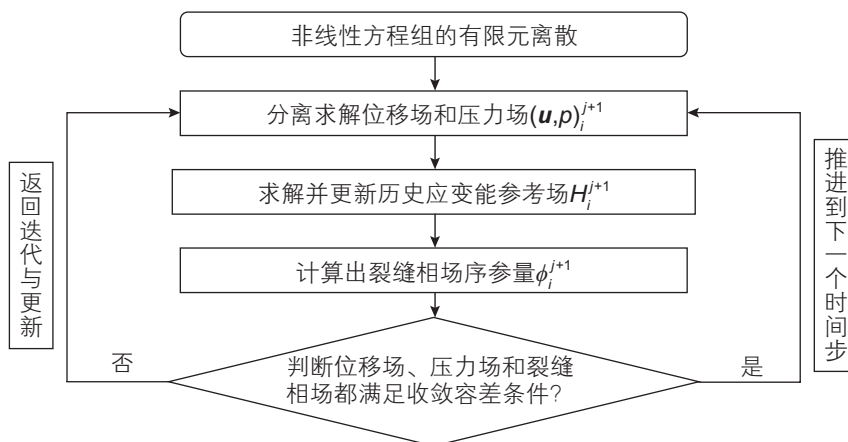 非线性方程组的有限元离散
分离求解位移场和压力场(u,p)_i^{j+1}
求解并更新历史应变能参考场H_i^{j+1}
计算出裂缝相场序参量ϕ_i^{j+1}
判断位移场、压力场和裂缝
相场都满足收敛容差条件?
否
是
返回迭代与更新
推进到下一个时间步